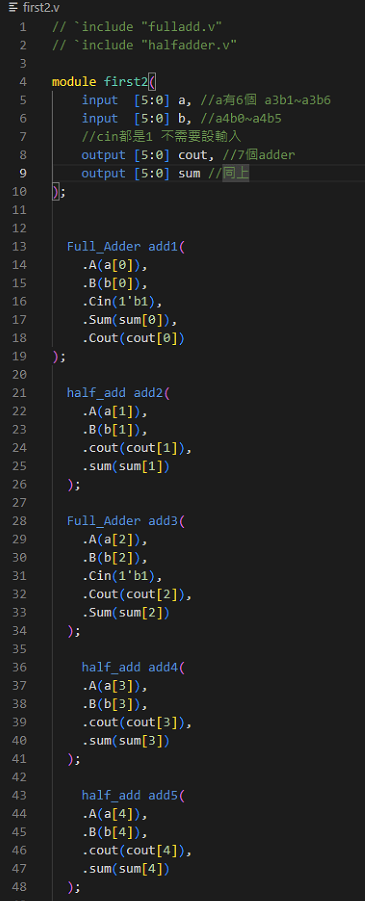 first2.v
1 // `include "fulladd.v"
2 // `include "halfadder.v"
3
4 module first2(
5 input [5:0] a, //a有6個 a3b1~a3b6
6 input [5:0] b, //a4b0~a4b5
7 //cin都是1 不需要設輸入
8 output [5:0] cout, //7個adder
9 output [5:0] sum //同上
10 );
11
12
13 Full_Adder add1(
14 .A(a[0]),
15 .B(b[0]),
16 .Cin(1'b1),
17 .Sum(sum[0]),
18 .Cout(cout[0])
19 );
20
21 half_add add2(
22 .A(a[1]),
23 .B(b[1]),
24 .cout(cout[1]),
25 .sum(sum[1])
26 );
27
28 Full_Adder add3(
29 .A(a[2]),
30 .B(b[2]),
31 .Cin(1'b1),
32 .Cout(cout[2]),
33 .Sum(sum[2])
34 );
35
36 half_add add4(
37 .A(a[3]),
38 .B(b[3]),
39 .cout(cout[3]),
40 .sum(sum[3])
41 );
42
43 half_add add5(
44 .A(a[4]),
45 .B(b[4]),
46 .cout(cout[4]),
47 .sum(sum[4])
48 );